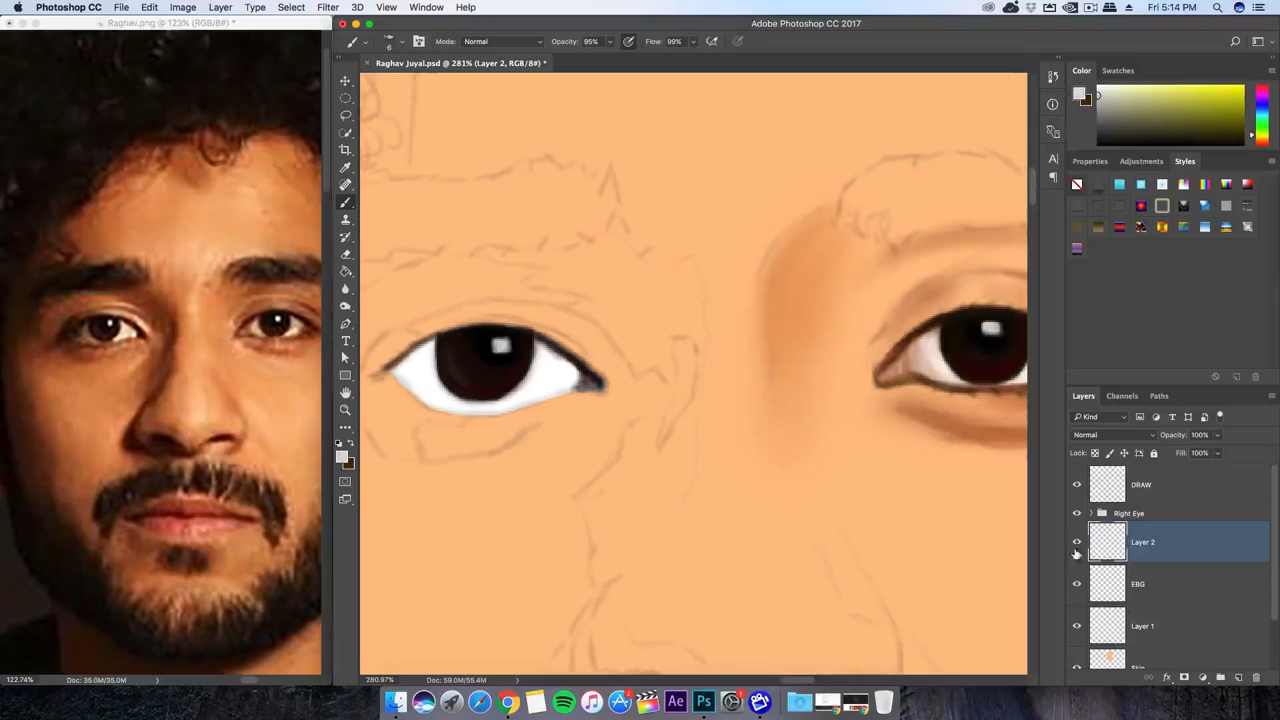 Photoshop CC File Edit Image Layer Type Select Filter 3D View Window Help Fri 5:14 PM
Raghav.png @ 123% (RGB/8#) *
Adobe Photoshop CC 2017
6 Mode: Normal Opacity: 95% Flow: 99%
Raghav Juyal.psd @ 281% (Layer 2, RGB/8#) *
Color Swatches
Properties Adjustments Styles
Layers Channels Paths
Kind
Normal Opacity: 100%
Lock: Fill: 100%
DRAW
Right Eye
Layer 2
EBG
Layer 1
Skin
122.74% Doc: 35.0M/35.0M
280.97% Doc: 59.0M/55.4M
Ae Ps